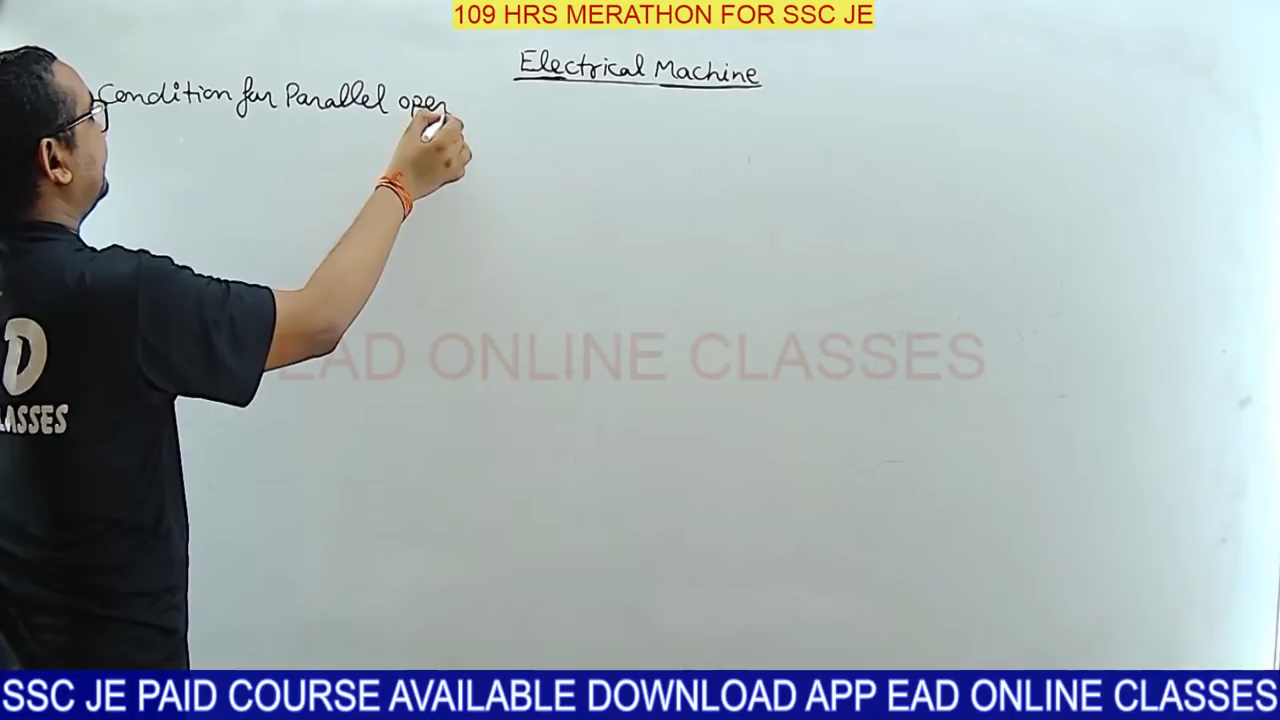 109 HRS MERATHON FOR SSC JE
Electrical Machine
Condition for Parallel oper
EAD ONLINE CLASSES
D
LASSES
SSC JE PAID COURSE AVAILABLE DOWNLOAD APP EAD ONLINE CLASSES